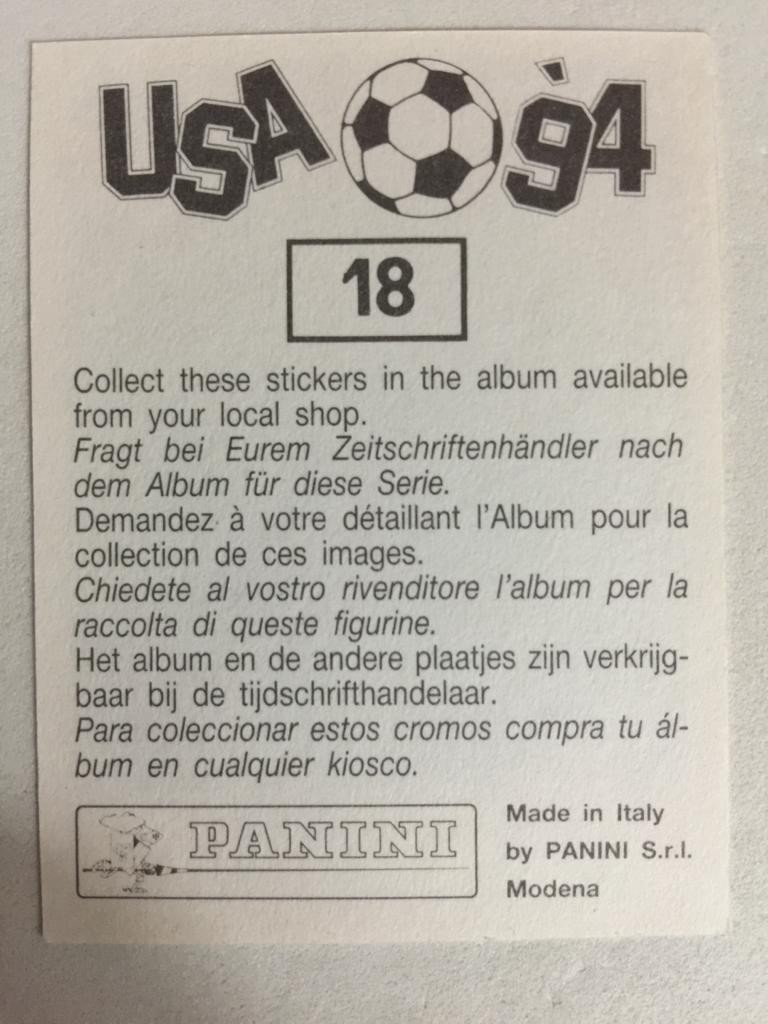 USA '94
18
Collect these stickers in the album available
from your local shop.
Fragt bei Eurem Zeitschriftenhändler nach
dem Album für diese Serie.
Demandez à votre détaillant l'Album pour la
collection de ces images.
Chiedete al vostro rivenditore l'album per la
raccolta di queste figurine.
Het album en de andere plaatjes zijn verkrijg-
baar bij de tijdschrifthandelaar.
Para coleccionar estos cromos compra tu ál-
bum en cualquier kiosco.
PANINI
Made in Italy
by PANINI S.r.l.
Modena